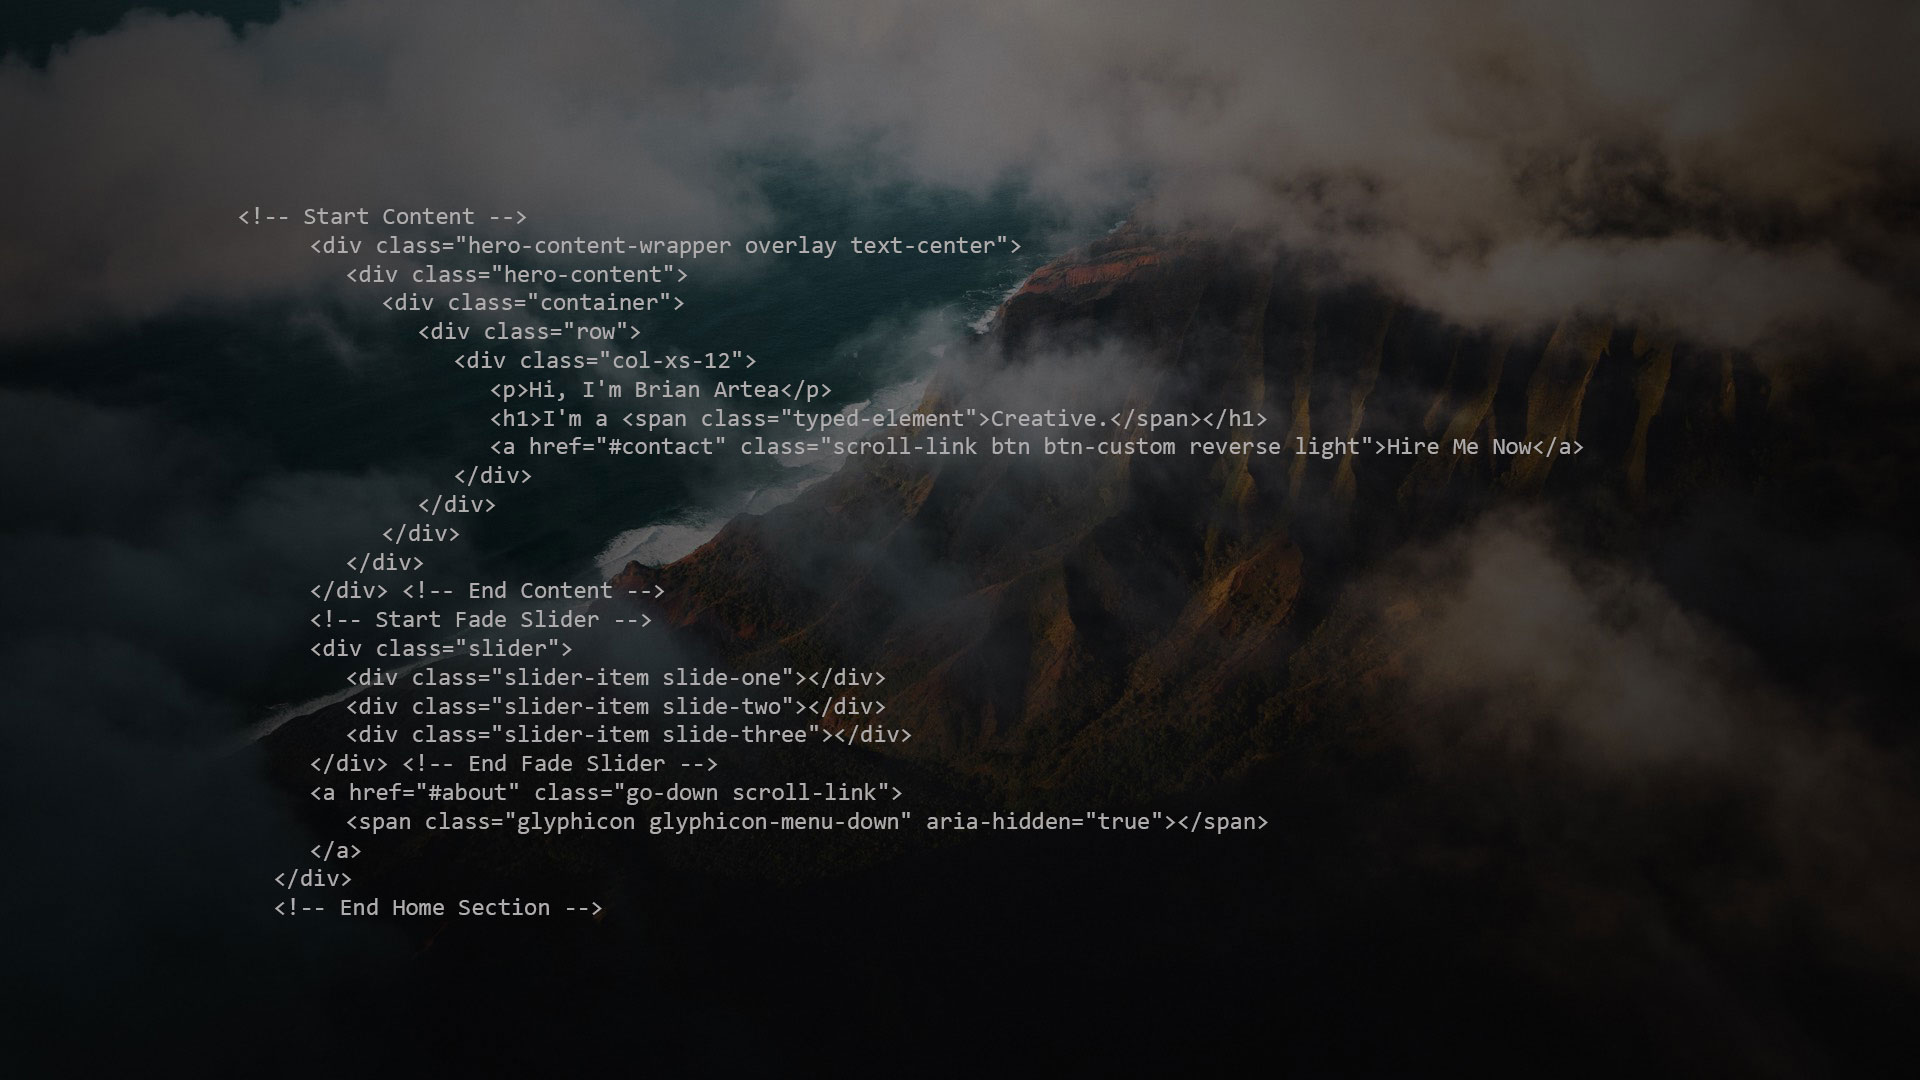 <!-- Start Content -->
<div class="hero-content-wrapper overlay text-center">
<div class="hero-content">
<div class="container">
<div class="row">
<div class="col-xs-12">
<p>Hi, I'm Brian Artea</p>
<h1>I'm a <span class="typed-element">Creative.</span></h1>
<a href="#contact" class="scroll-link btn btn-custom reverse light">Hire Me Now</a>
</div>
</div>
</div>
</div>
</div> <!-- End Content -->
<!-- Start Fade Slider -->
<div class="slider">
<div class="slider-item slide-one"></div>
<div class="slider-item slide-two"></div>
<div class="slider-item slide-three"></div>
</div> <!-- End Fade Slider -->
<a href="#about" class="go-down scroll-link">
<span class="glyphicon glyphicon-menu-down" aria-hidden="true"></span>
</a>
</div>
<!-- End Home Section -->